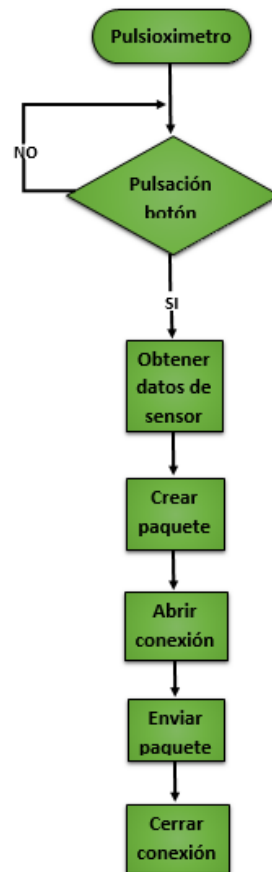 Pulsioximetro
NO
Pulsación
botón
SI
Obtener
datos de
sensor
Crear
paquete
Abrir
conexión
Enviar
paquete
Cerrar
conexión